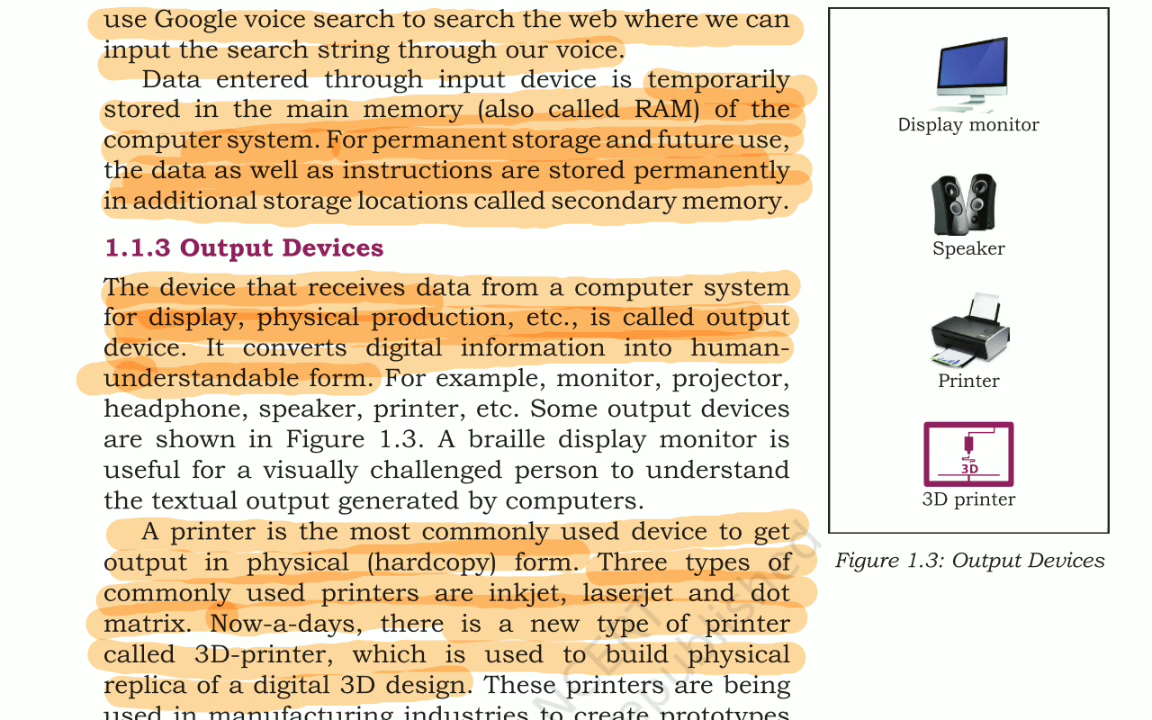 use Google voice search to search the web where we can
input the search string through our voice.
Data entered through input device is temporarily
stored in the main memory (also called RAM) of the
computer system. For permanent storage and future use,
the data as well as instructions are stored permanently
in additional storage locations called secondary memory.
1.1.3 Output Devices
The device that receives data from a computer system
for display, physical production, etc., is called output
device. It converts digital information into human-
understandable form. For example, monitor, projector,
headphone, speaker, printer, etc. Some output devices
are shown in Figure 1.3. A braille display monitor is
useful for a visually challenged person to understand
the textual output generated by computers.
A printer is the most commonly used device to get
output in physical (hardcopy) form. Three types of
commonly used printers are inkjet, laserjet and dot
matrix. Now-a-days, there is a new type of printer
called 3D-printer, which is used to build physical
replica of a digital 3D design. These printers are being
used in manufacturing industries to create prototypes
Display monitor
Speaker
Printer
3D
3D printer
Figure 1.3: Output Devices
NCERT
republished